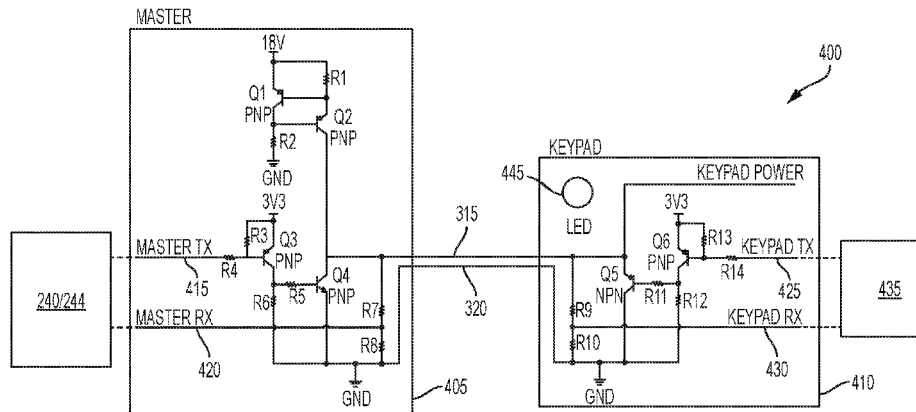 MASTER
18V
R1
Q1
PNP
Q2
PNP
R2
GND
3V3
R3
Q3
PNP
MASTER TX
R4
415
R6
R5
Q4
PNP
R7
R8
MASTER RX
420
GND
405
240/244
315
320
400
KEYPAD
445
LED
KEYPAD POWER
3V3
Q6
PNP
R13
KEYPAD TX
R14
425
Q5
NPN
R11
R12
R9
R10
KEYPAD RX
430
GND
410
435